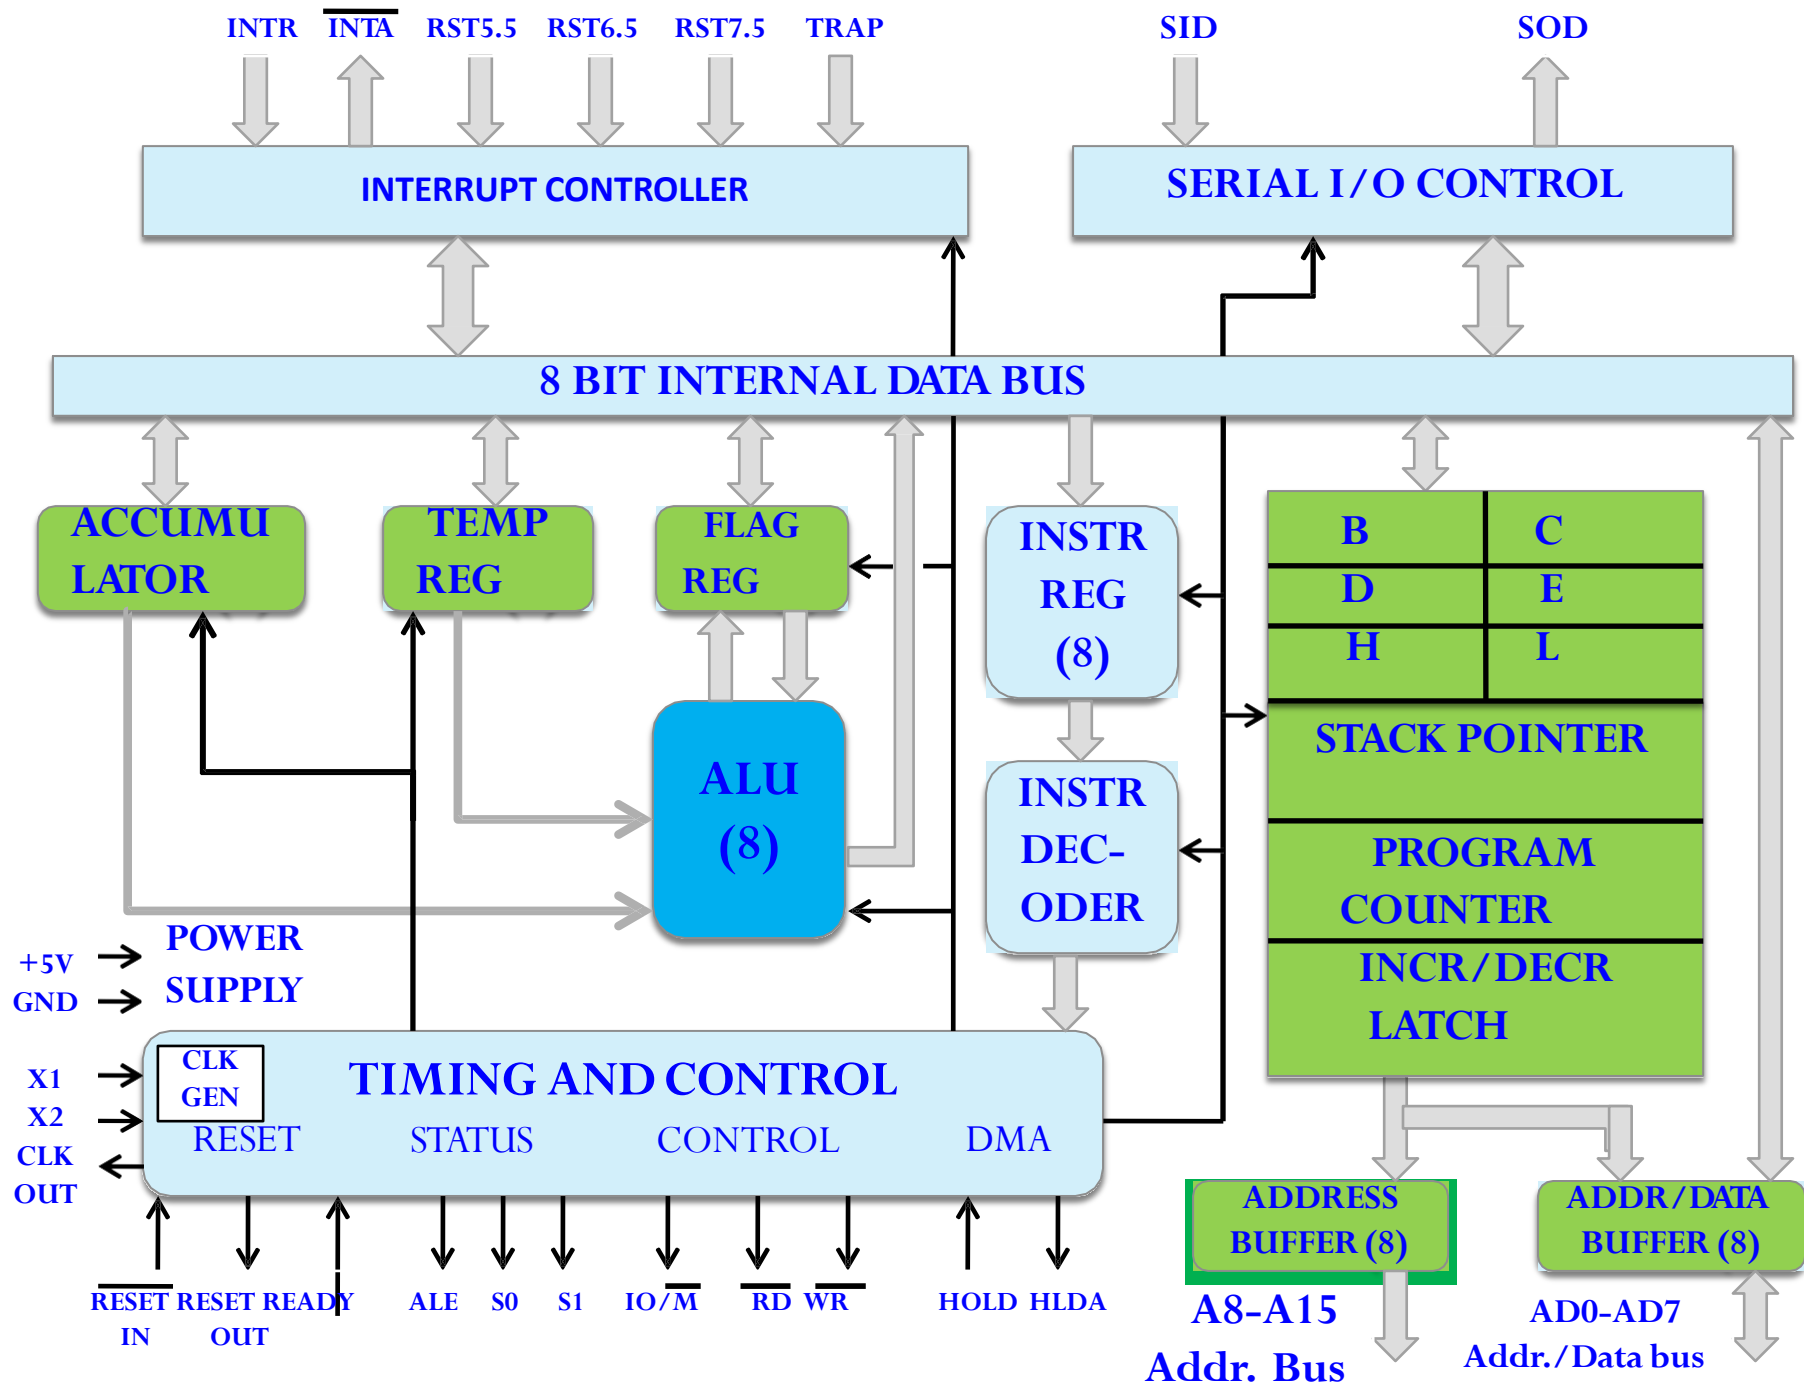 INTR INTA RST5.5 RST6.5 RST7.5 TRAP SID SOD
INTERRUPT CONTROLLER
SERIAL I/O CONTROL
8 BIT INTERNAL DATA BUS
ACCUMU
LATOR
TEMP
REG
FLAG
REG
INSTR
REG
(8)
B C
D E
H L
STACK POINTER
PROGRAM
COUNTER
INCR/DECR
LATCH
ALU
(8)
INSTR
DEC-
ODER
+5V
GND
POWER
SUPPLY
X1
X2
CLK
OUT
CLK
GEN
TIMING AND CONTROL
RESET STATUS CONTROL DMA
RESET
IN
RESET
OUT
READY
ALE S0 S1 IO/M RD WR HOLD HLDA
ADDRESS
BUFFER (8)
ADDR/DATA
BUFFER (8)
A8-A15
Addr. Bus
AD0-AD7
Addr./Data bus